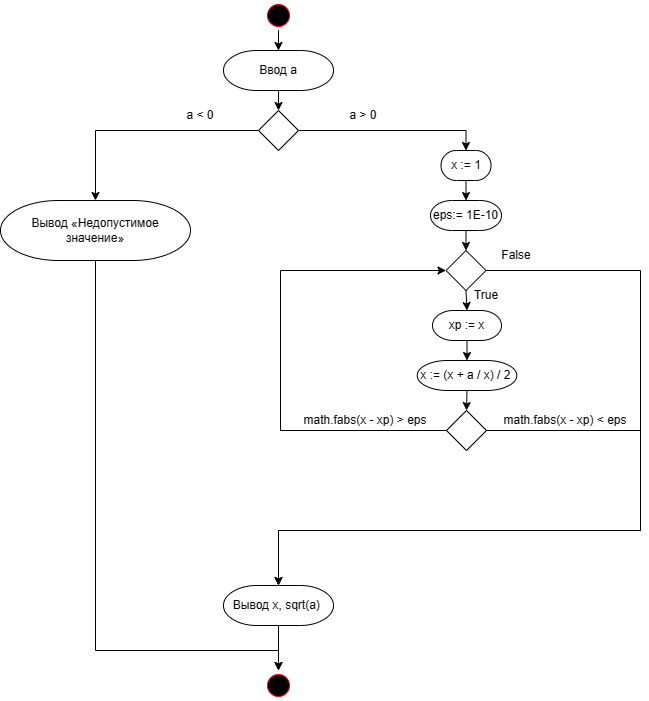 Ввод a
a < 0
a > 0
x := 1
Вывод «Недопустимое
значение»
eps:= 1E-10
False
True
xp := x
x := (x + a / x) / 2
math.fabs(x - xp) > eps
math.fabs(x - xp) < eps
Вывод x, sqrt(a)